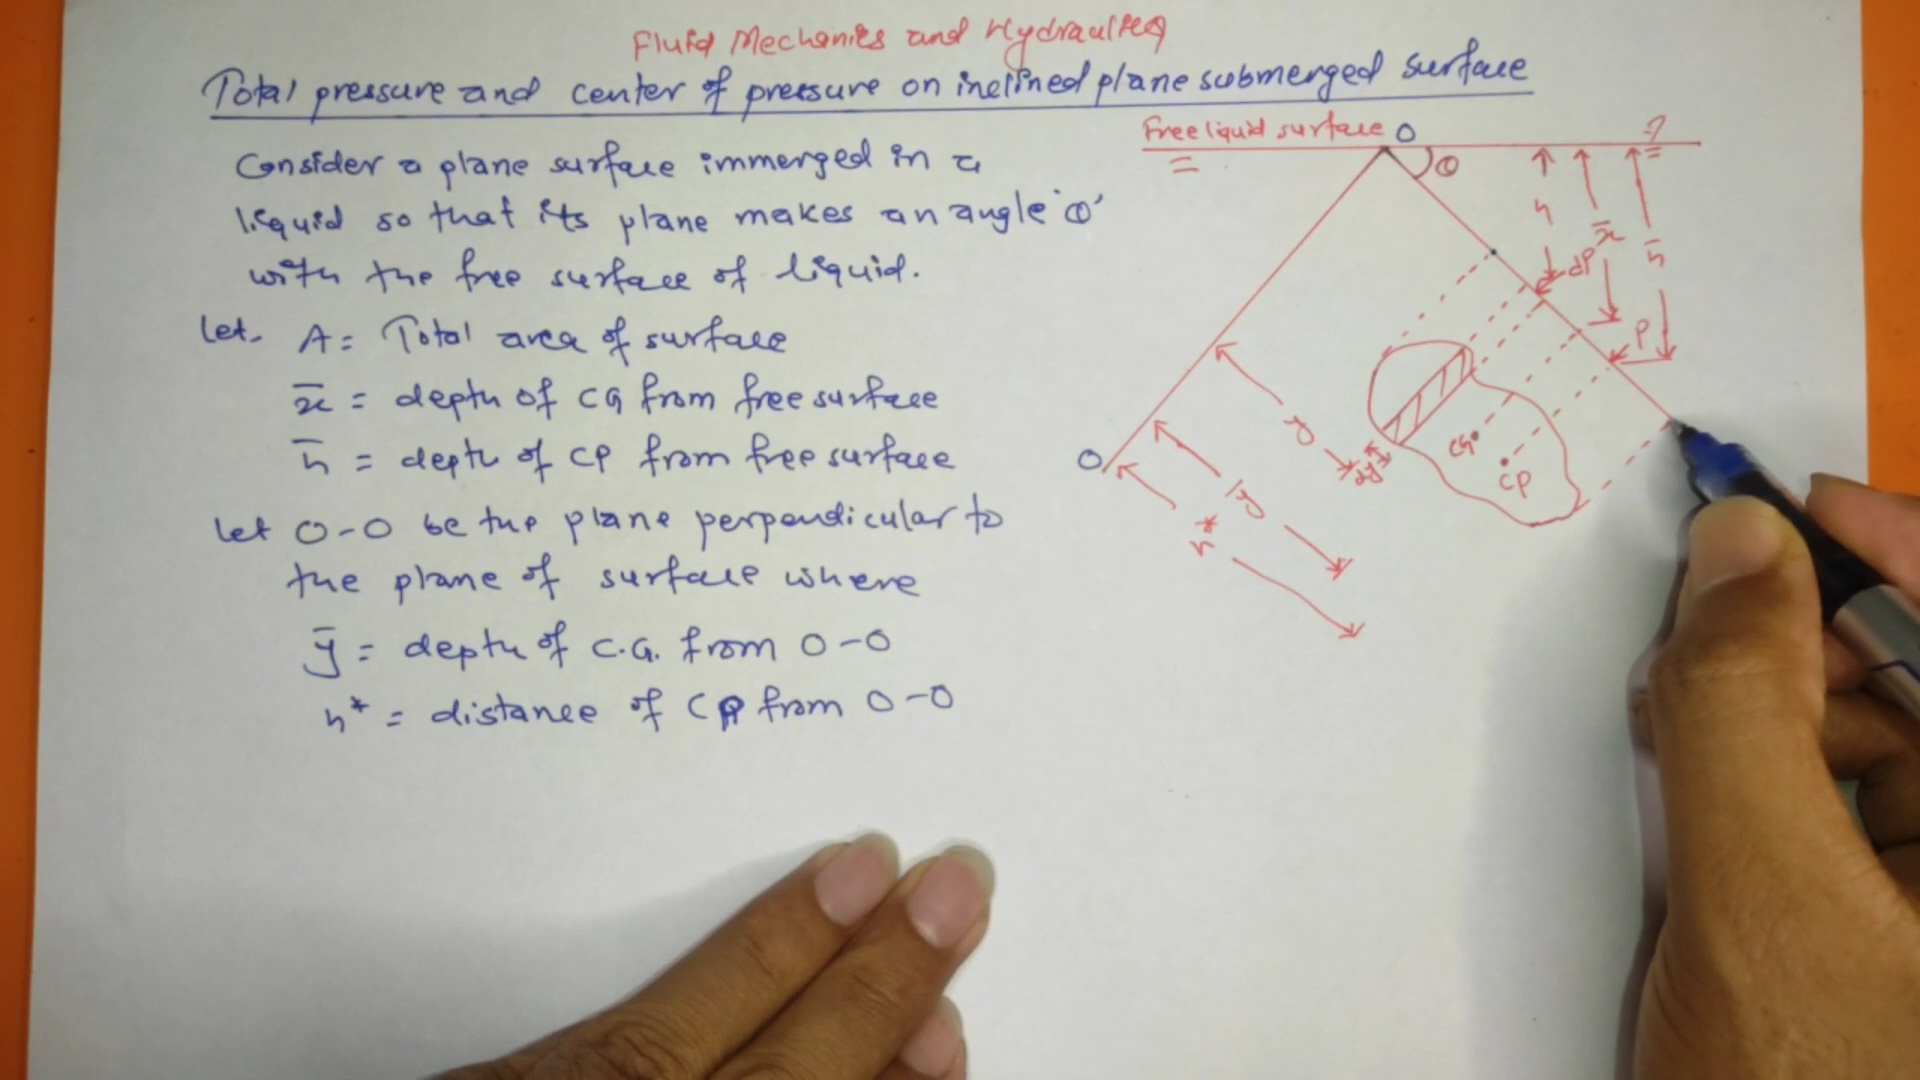 Fluid Mechanics and Hydraulics
Total pressure and center of pressure on inclined plane submerged surface
Consider a plane surface immerged in a
liquid so that its plane makes an angle 'θ'
with the free surface of liquid.
let. A = Total area of surface
x̄ = depth of CG from free surface
h̄ = depth of CP from free surface
Let O-O be the plane perpendicular to
the plane of surface where
ȳ = depth of C.G. from O-O
h* = distance of CP from O-O
Free liquid surface O
θ
h
x̄
h̄
dP
P
O
y
dy
CG
CP
ȳ
h*